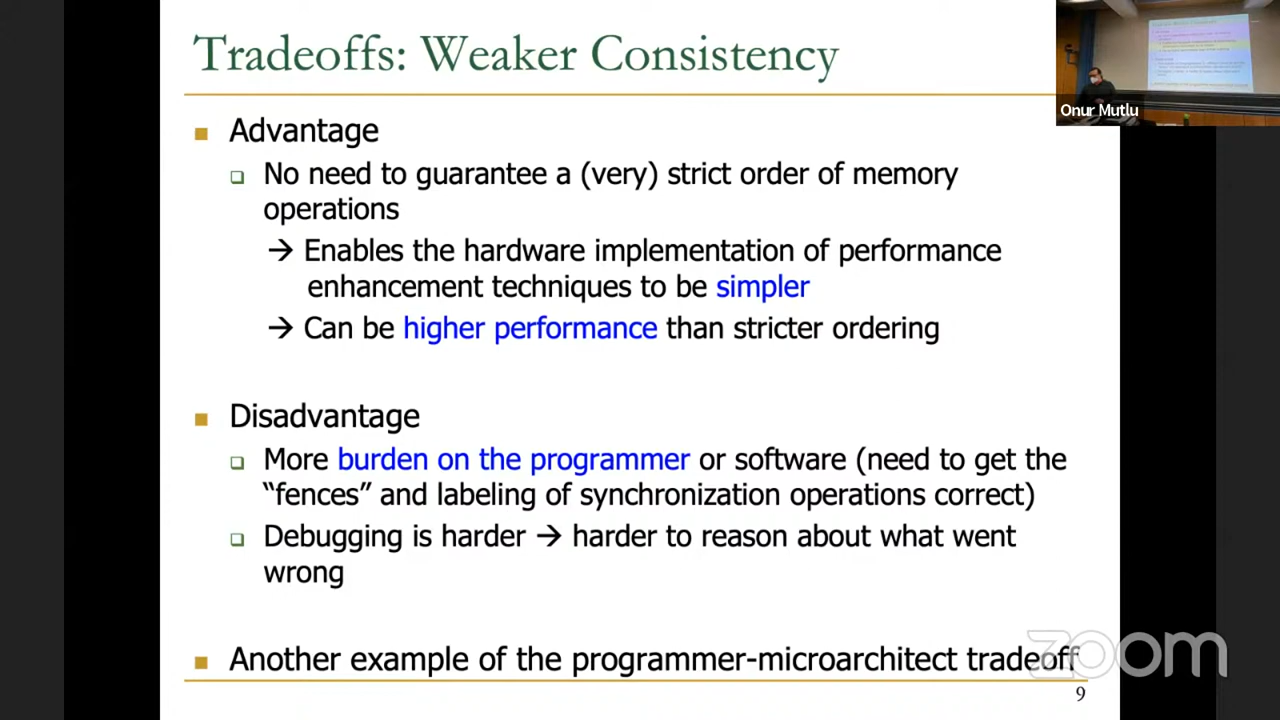 Tradeoffs: Weaker Consistency
Onur Mutlu
Advantage
No need to guarantee a (very) strict order of memory
operations
→ Enables the hardware implementation of performance
enhancement techniques to be simpler
→ Can be higher performance than stricter ordering
Disadvantage
More burden on the programmer or software (need to get the
“fences” and labeling of synchronization operations correct)
Debugging is harder → harder to reason about what went
wrong
Another example of the programmer-microarchitect tradeoff
zoom
9